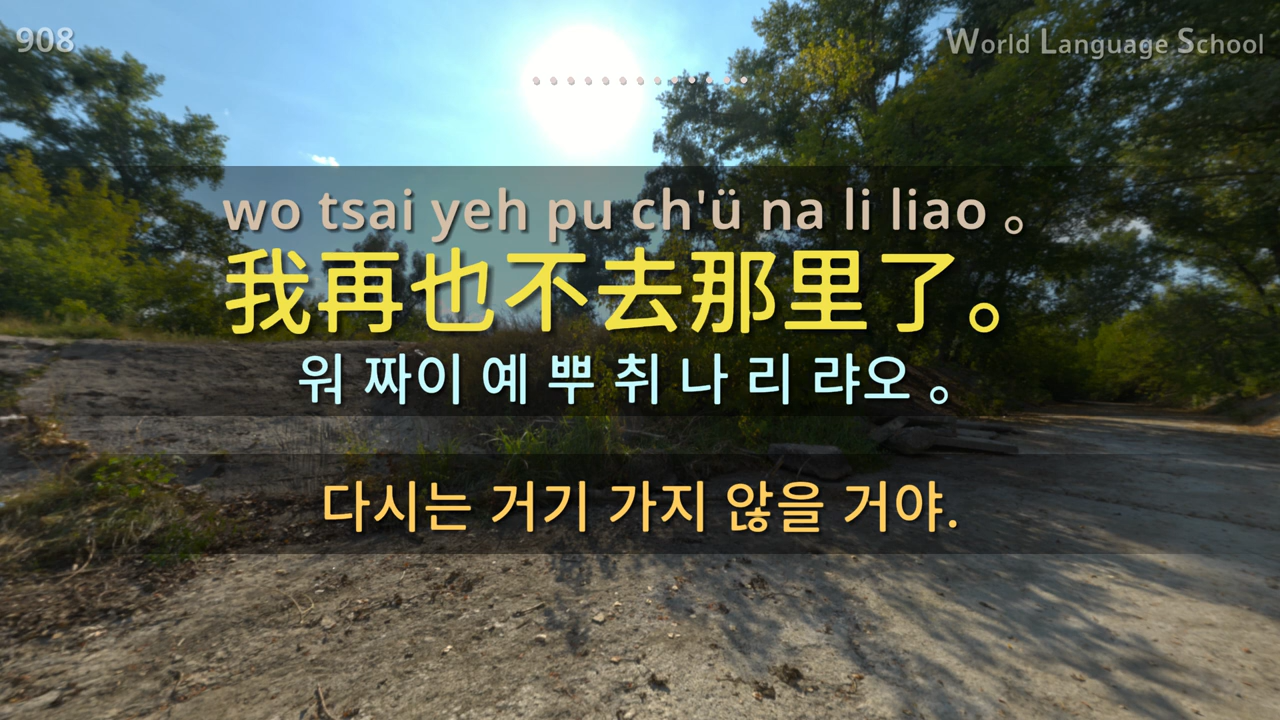 908
World Language School
wo tsai yeh pu ch'ü na li liao 。
我再也不去那里了。
워 짜이 예 뿌 취 나 리 랴오 。
다시는 거기 가지 않을 거야.